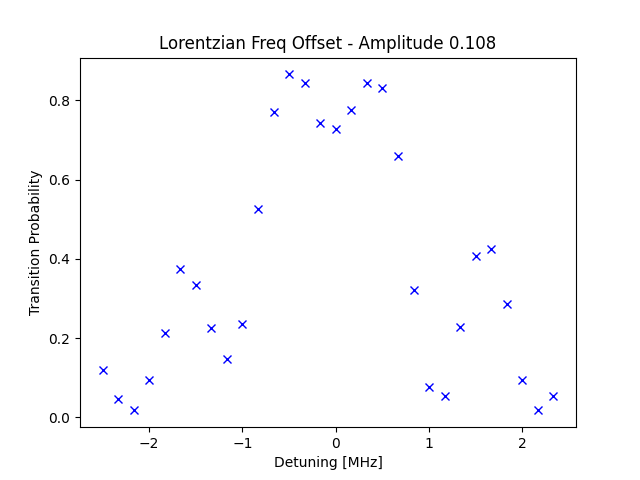 Lorentzian Freq Offset - Amplitude 0.108
Transition Probability
0.8
0.6
0.4
0.2
0.0
−2 −1 0 1 2
Detuning [MHz]